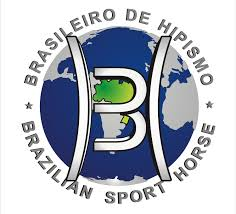 BRASILEIRO DE HIPISMO
B
* BRAZILIAN SPORT HORSE *